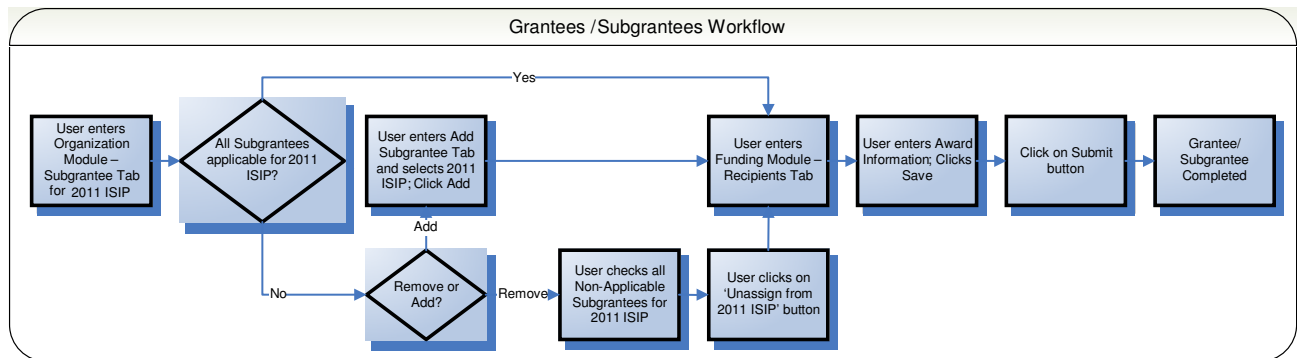 Grantees /Subgrantees Workflow
Yes
User enters
Organization
Module –
Subgrantee Tab
for 2011 ISIP
All Subgrantees
applicable for 2011
ISIP?
User enters Add
Subgrantee Tab
and selects 2011
ISIP; Click Add
User enters
Funding Module –
Recipients Tab
User enters Award
Information; Clicks
Save
Click on Submit
button
Grantee/
Subgrantee
Completed
Add
No
Remove or
Add?
Remove
User checks all
Non-Applicable
Subgrantees for
2011 ISIP
User clicks on
‘Unassign from
2011 ISIP’ button